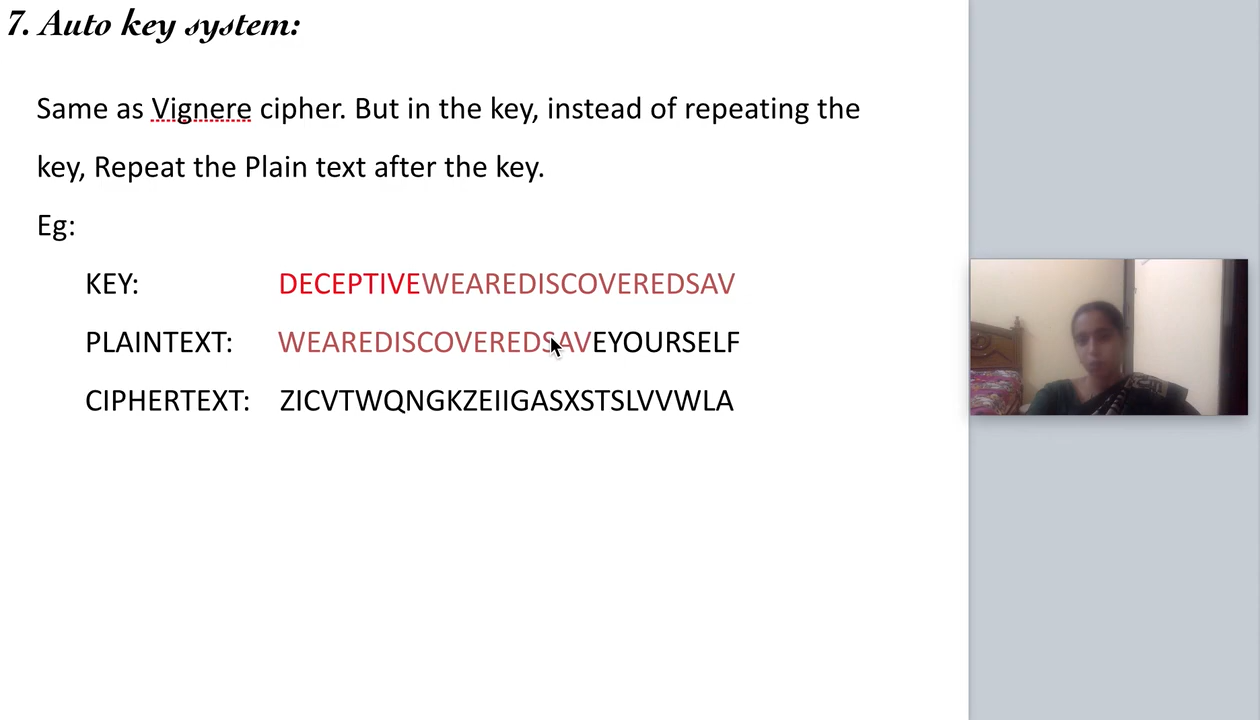 7. Auto key system:
Same as Vignere cipher. But in the key, instead of repeating the
key, Repeat the Plain text after the key.
Eg:
KEY: DECEPTIVEWEAREDISCOVEREDSAV
PLAINTEXT: WEAREDISCOVEREDSAVEYOURSELF
CIPHERTEXT: ZICVTWQNGKZEIIGASXSTSLVVWLA